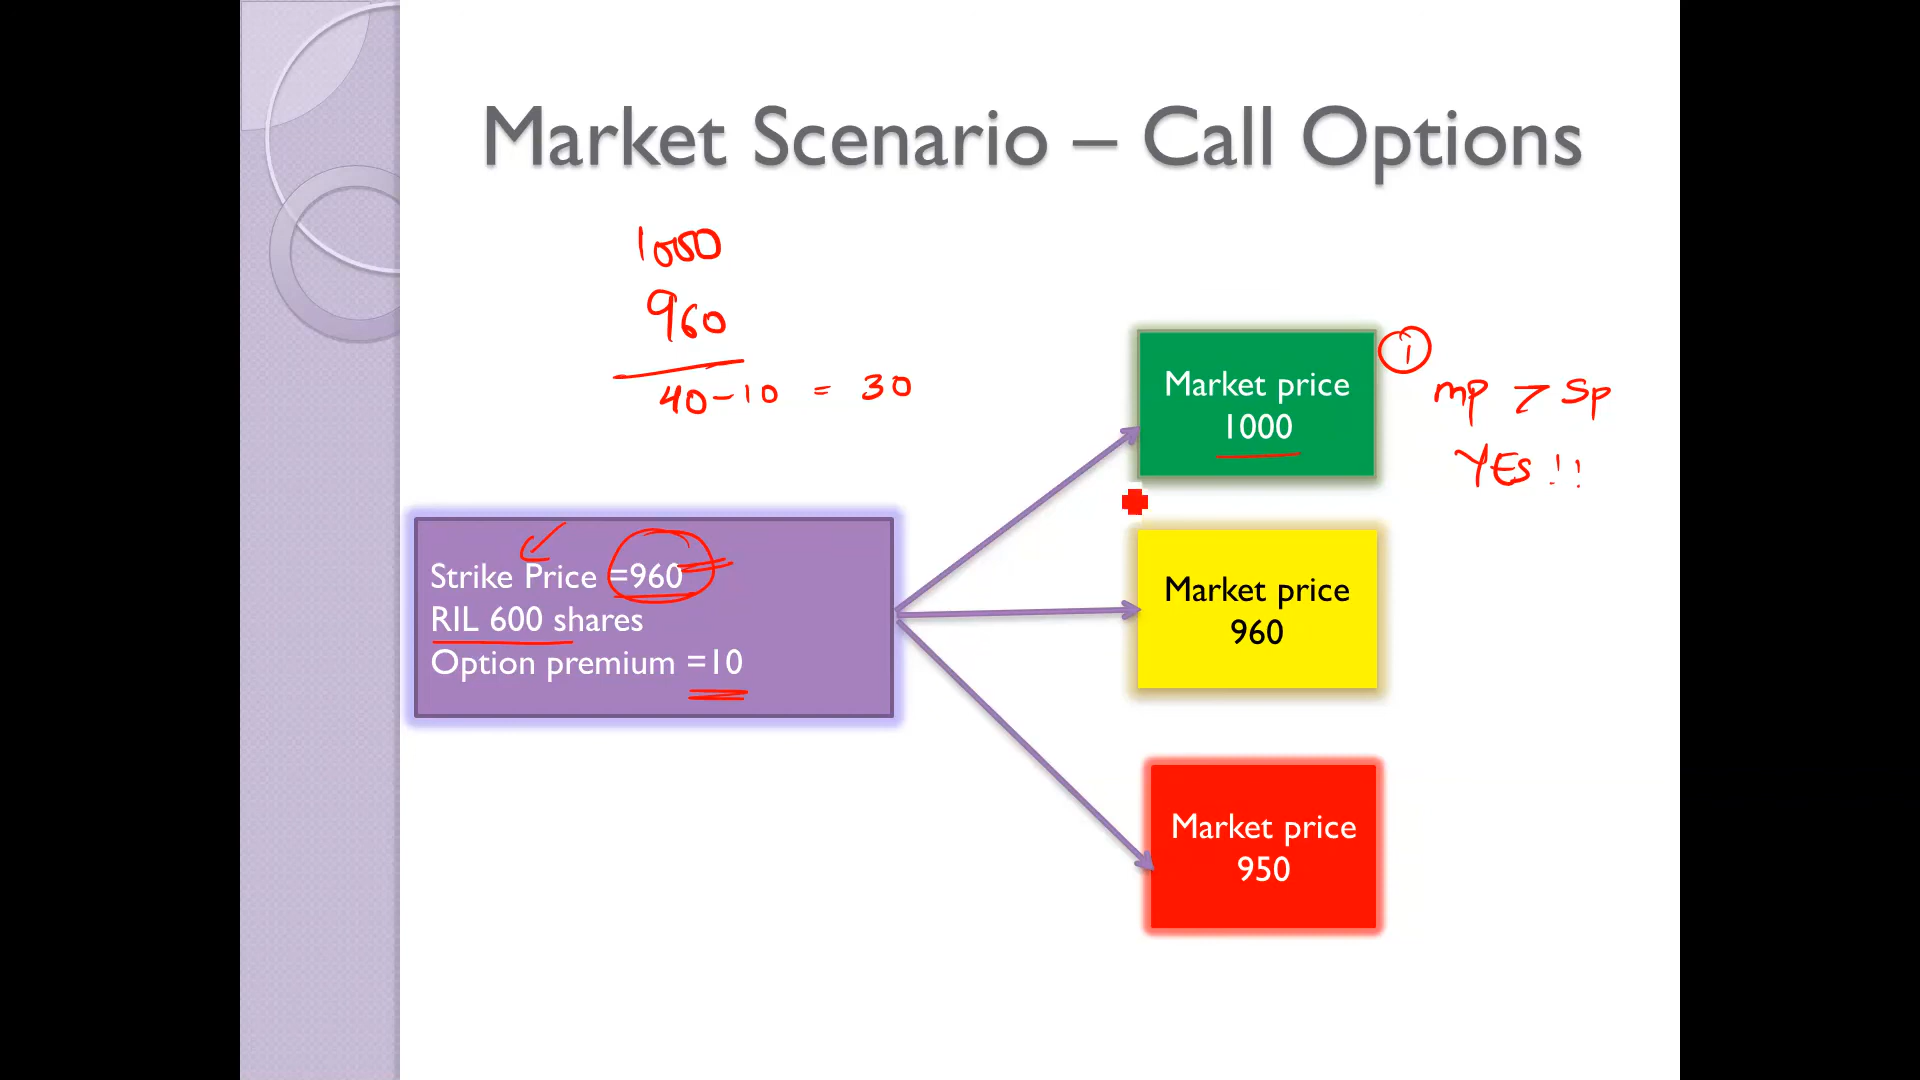 Market Scenario – Call Options
1000
960
40 - 10 = 30
Market price
1000
1
mp > Sp
YES !!
Strike Price =960
RIL 600 shares
Option premium =10
Market price
960
Market price
950